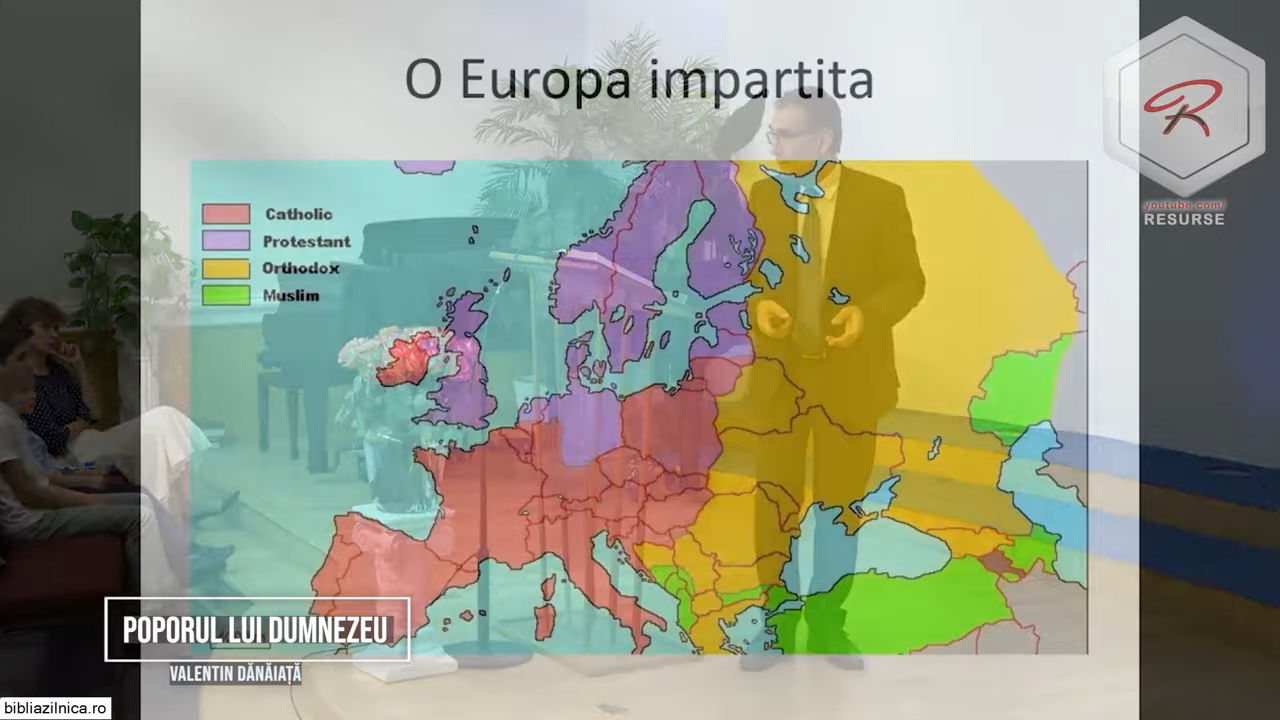 O Europa impartita
Catholic
Protestant
Orthodox
Muslim
R
youtube.com/
RESURSE
POPORUL LUI DUMNEZEU
VALENTIN DĂNĂIAȚĂ
bibliazilnica.ro